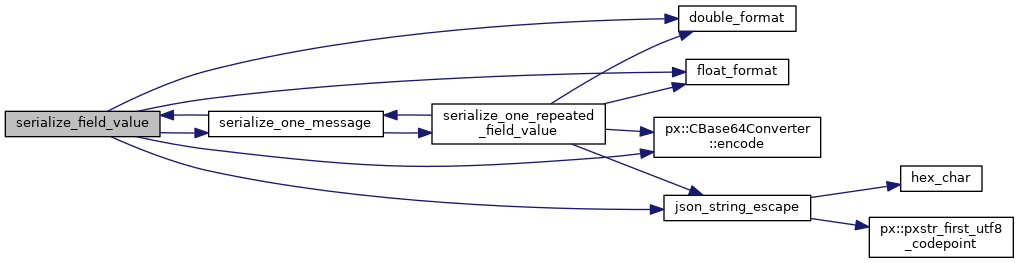 double_format
float_format
serialize_field_value
serialize_one_message
serialize_one_repeated
_field_value
px::CBase64Converter
::encode
hex_char
json_string_escape
px::pxstr_first_utf8
_codepoint